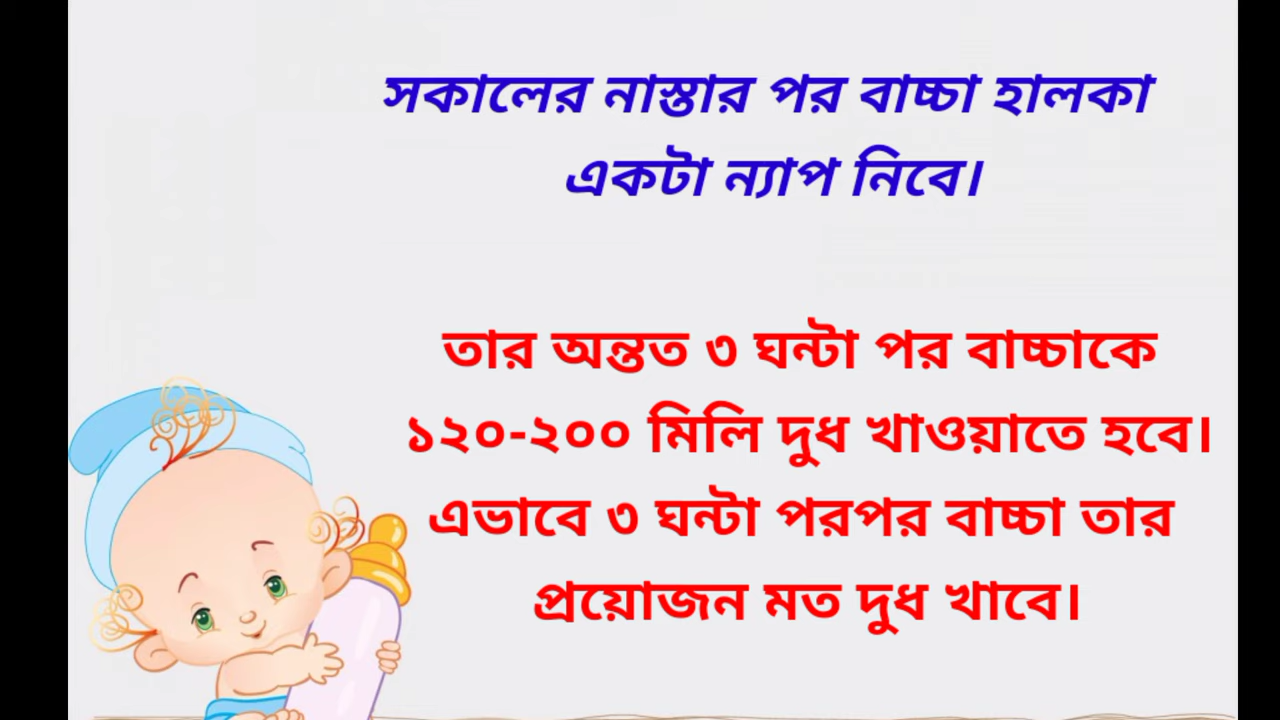 সকালের নাস্তার পর বাচ্চা হালকা
একটা ন্যাপ নিবে।
তার অন্তত ৩ ঘন্টা পর বাচ্চাকে
১২০-২০০ মিলি দুধ খাওয়াতে হবে।
এভাবে ৩ ঘন্টা পরপর বাচ্চা তার
প্রয়োজন মত দুধ খাবে।